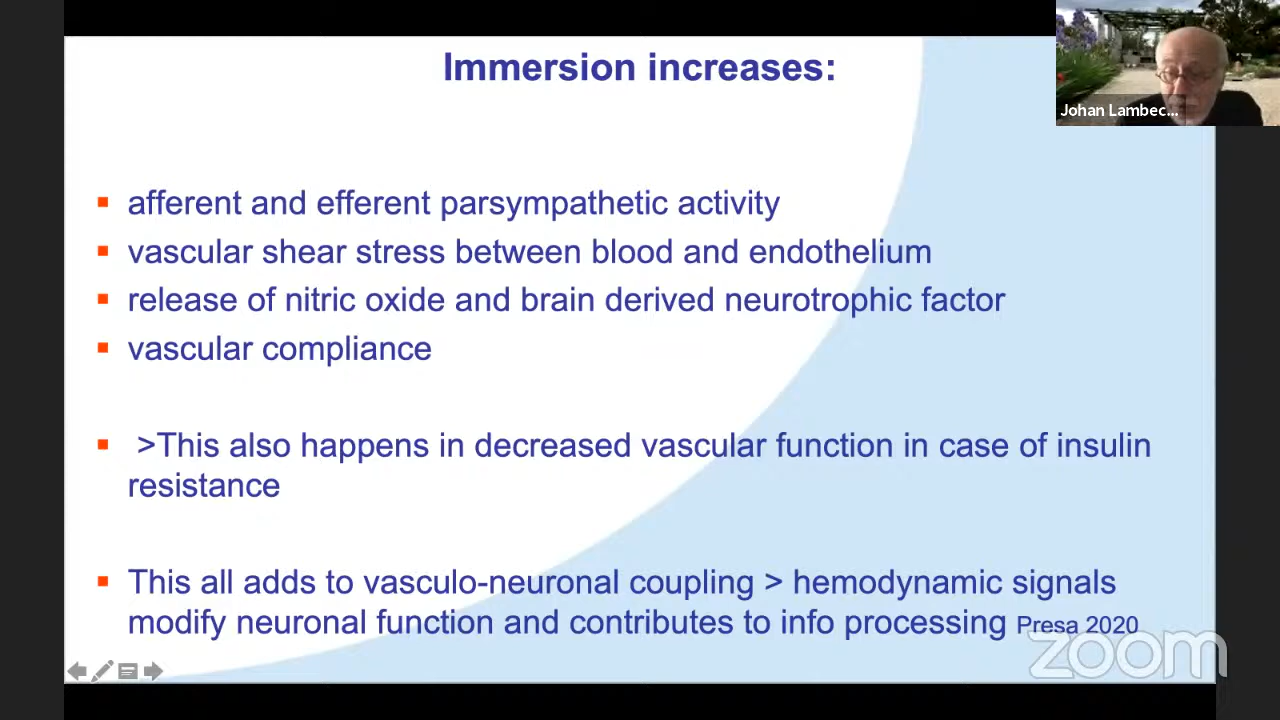 Immersion increases:
Johan Lambec...
afferent and efferent parsympathetic activity
vascular shear stress between blood and endothelium
release of nitric oxide and brain derived neurotrophic factor
vascular compliance
>This also happens in decreased vascular function in case of insulin
resistance
This all adds to vasculo-neuronal coupling > hemodynamic signals
modify neuronal function and contributes to info processing Presa 2020
zoom